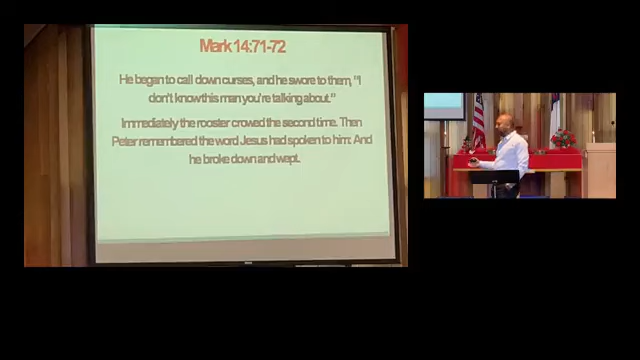 Mark 14:71-72
He began to call down curses, and he swore to them, "I
don't know this man you're talking about."
Immediately the rooster crowed the second time. Then
Peter remembered the word Jesus had spoken to him: And
he broke down and wept.